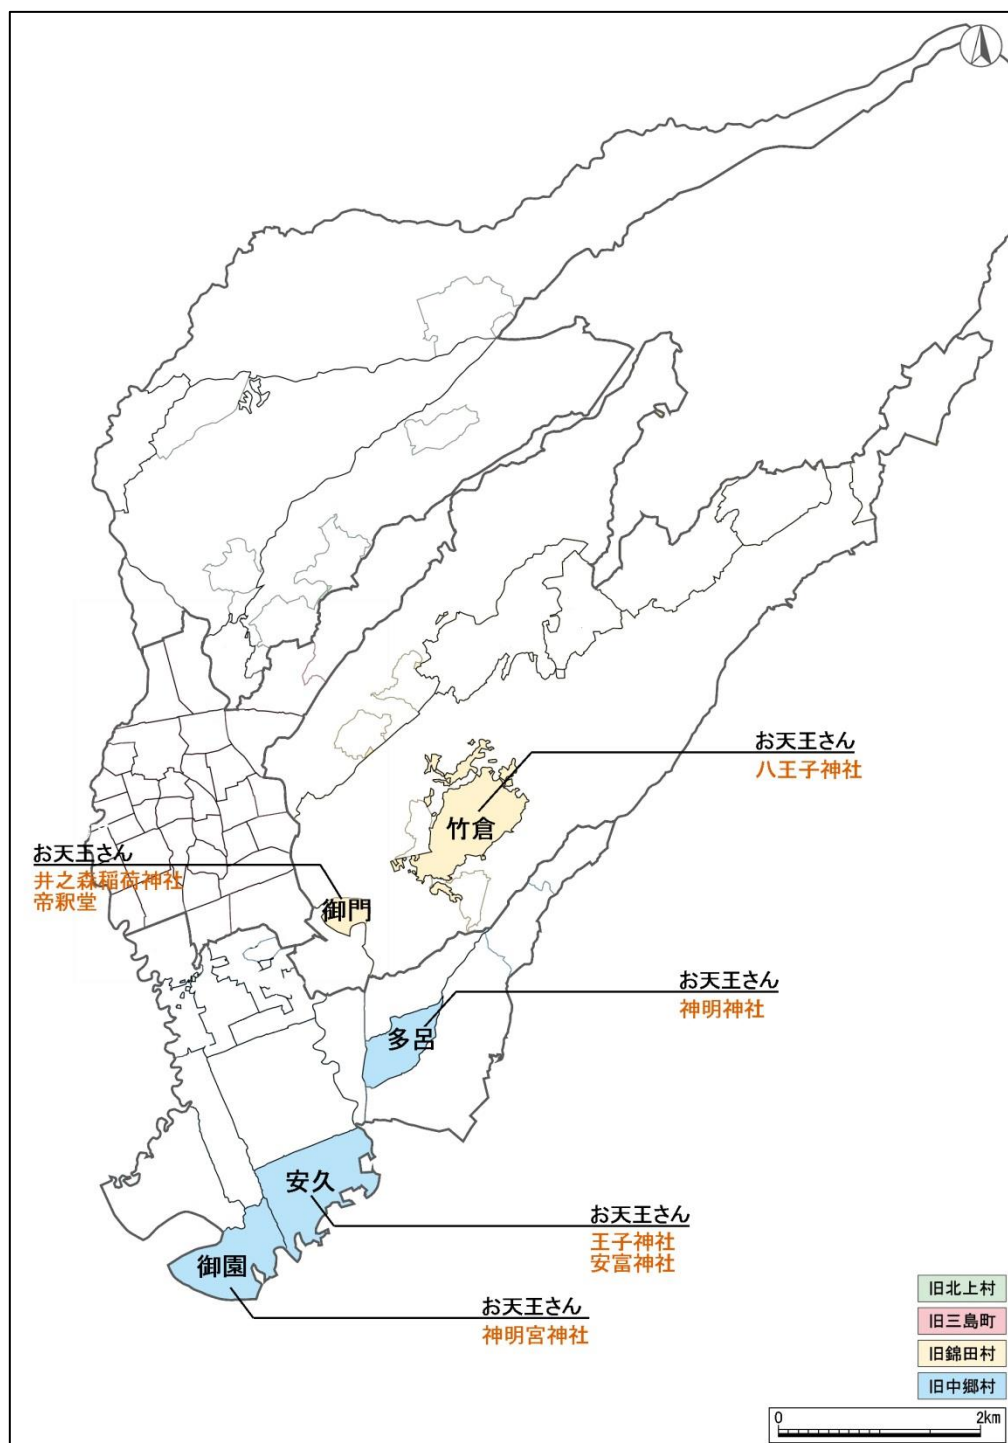 お天王さん
八王子神社
竹倉
お天王さん
井之森稲荷神社
帝釈堂
御門
お天王さん
神明神社
多呂
安久
お天王さん
王子神社
安富神社
御園
お天王さん
神明宮神社
旧北上村
旧三島町
旧錦田村
旧中郷村
0 2km